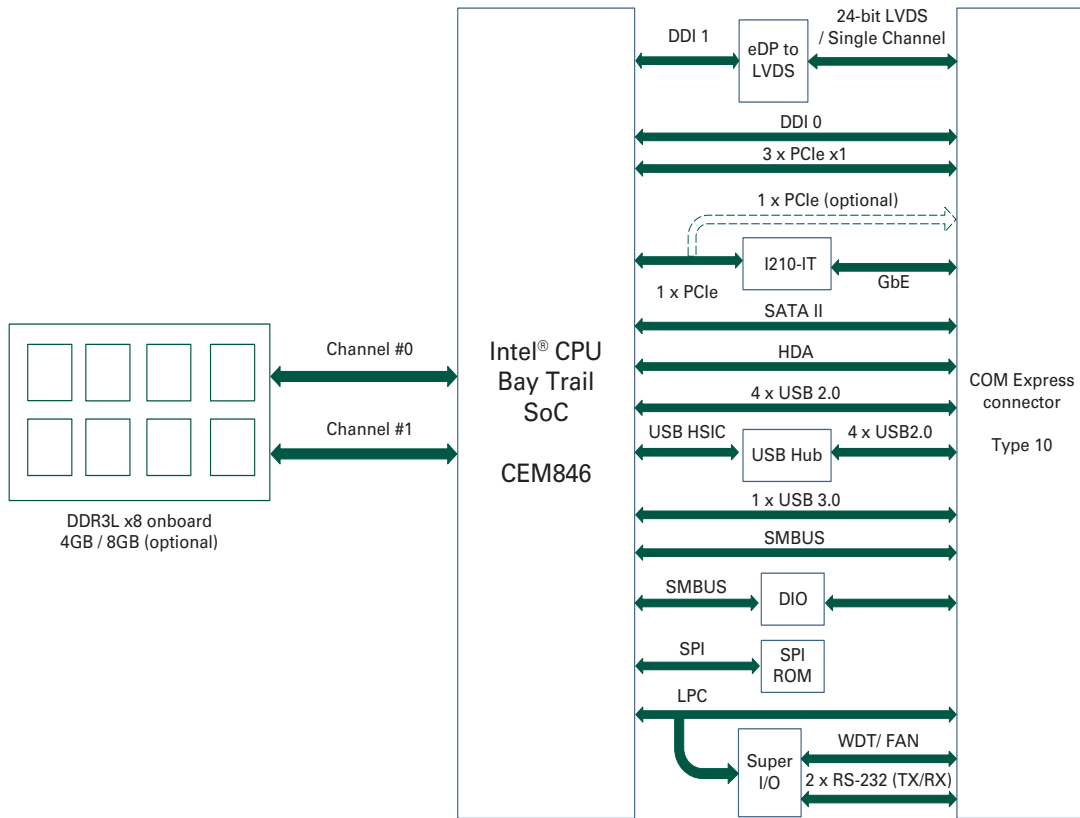 24-bit LVDS
/ Single Channel
DDI 1
eDP to
LVDS
DDI 0
3 x PCIe x1
1 x PCIe (optional)
I210-IT
GbE
1 x PCIe
SATA II
HDA
4 x USB 2.0
USB HSIC
USB Hub
4 x USB2.0
1 x USB 3.0
SMBUS
SMBUS
DIO
SPI
SPI
ROM
LPC
Super
I/O
WDT/ FAN
2 x RS-232 (TX/RX)
Channel #0
Channel #1
DDR3L x8 onboard
4GB / 8GB (optional)
Intel® CPU
Bay Trail
SoC
CEM846
COM Express
connector
Type 10